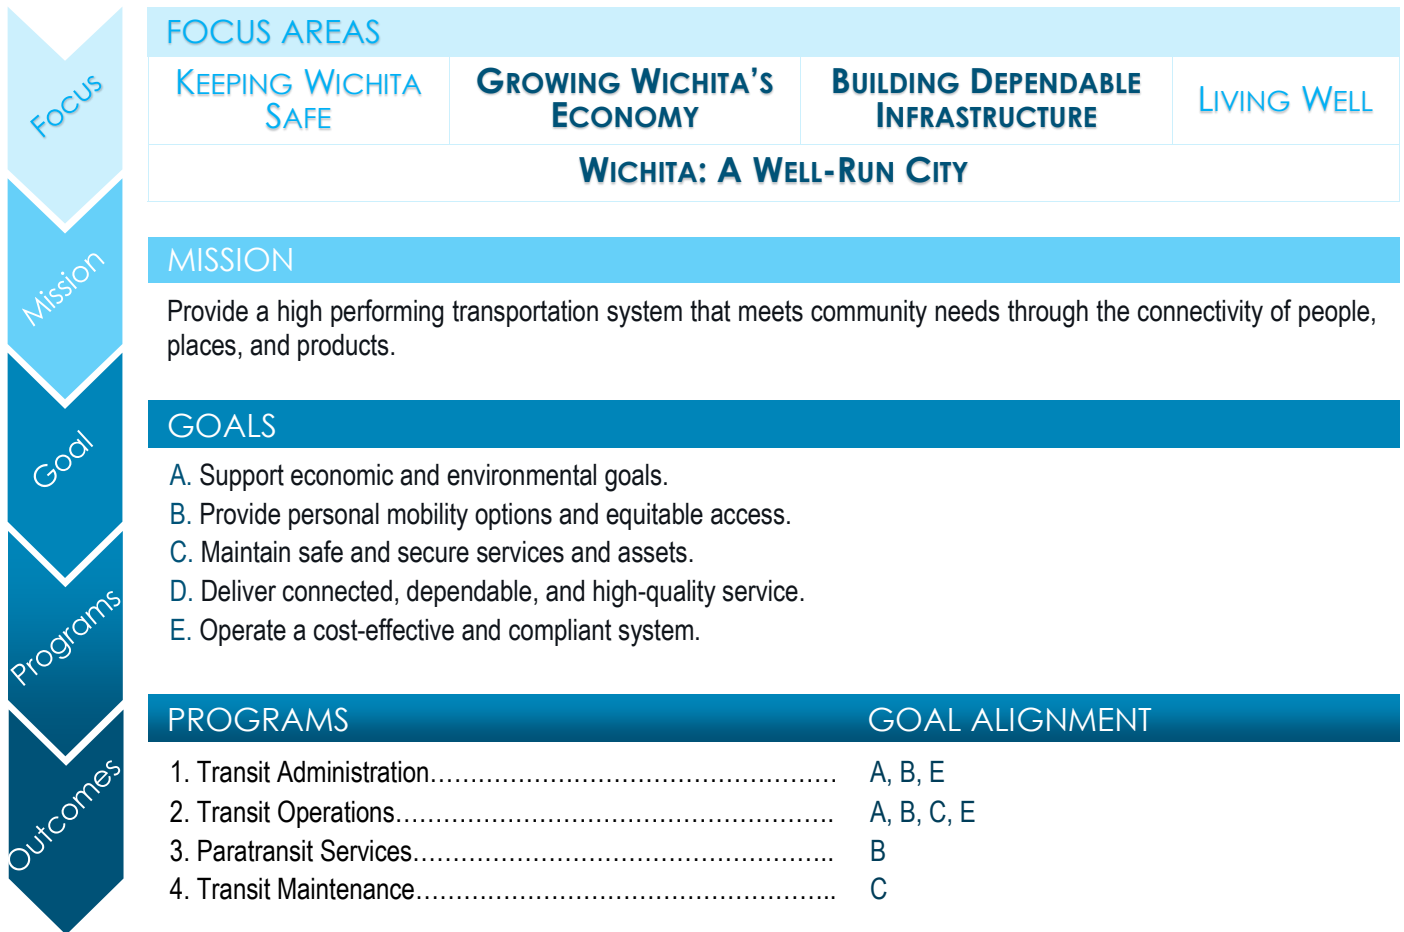 Focus
Mission
Goal
Programs
Outcomes
FOCUS AREAS
KEEPING WICHITA
SAFE
GROWING WICHITA'S
ECONOMY
BUILDING DEPENDABLE
INFRASTRUCTURE
LIVING WELL
WICHITA: A WELL-RUN CITY
MISSION
Provide a high performing transportation system that meets community needs through the connectivity of people,
places, and products.
GOALS
A. Support economic and environmental goals.
B. Provide personal mobility options and equitable access.
C. Maintain safe and secure services and assets.
D. Deliver connected, dependable, and high-quality service.
E. Operate a cost-effective and compliant system.
PROGRAMS GOAL ALIGNMENT
1. Transit Administration…………………………………………… A, B, E
2. Transit Operations……………………………………………….. A, B, C, E
3. Paratransit Services…………………………………………….. B
4. Transit Maintenance…………………………………………….. C